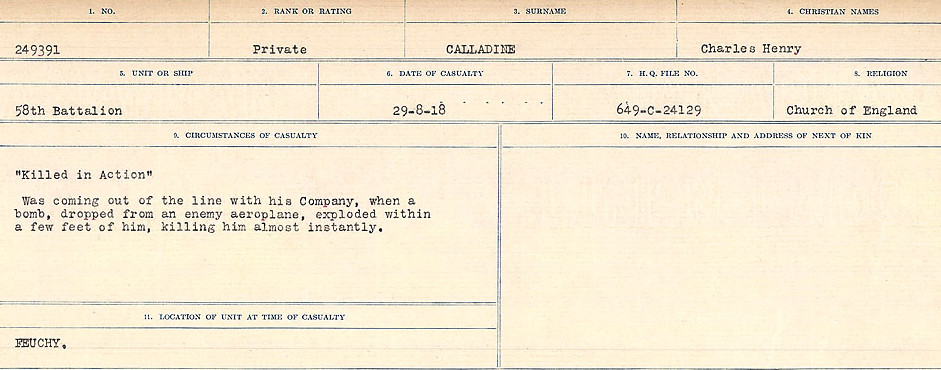 1. NO.
2. RANK OR RATING
3. SURNAME
4. CHRISTIAN NAMES
249391
Private
CALLADINE
Charles Henry
5. UNIT OR SHIP
6. DATE OF CASUALTY
7. H. Q. FILE NO.
8. RELIGION
58th Battalion
29-8-18
649-C-24129
Church of England
9. CIRCUMSTANCES OF CASUALTY
10. NAME, RELATIONSHIP AND ADDRESS OF NEXT OF KIN
"Killed in Action"
Was coming out of the line with his Company, when a
bomb, dropped from an enemy aeroplane, exploded within
a few feet of him, killing him almost instantly.
11. LOCATION OF UNIT AT TIME OF CASUALTY
FEUCHY.